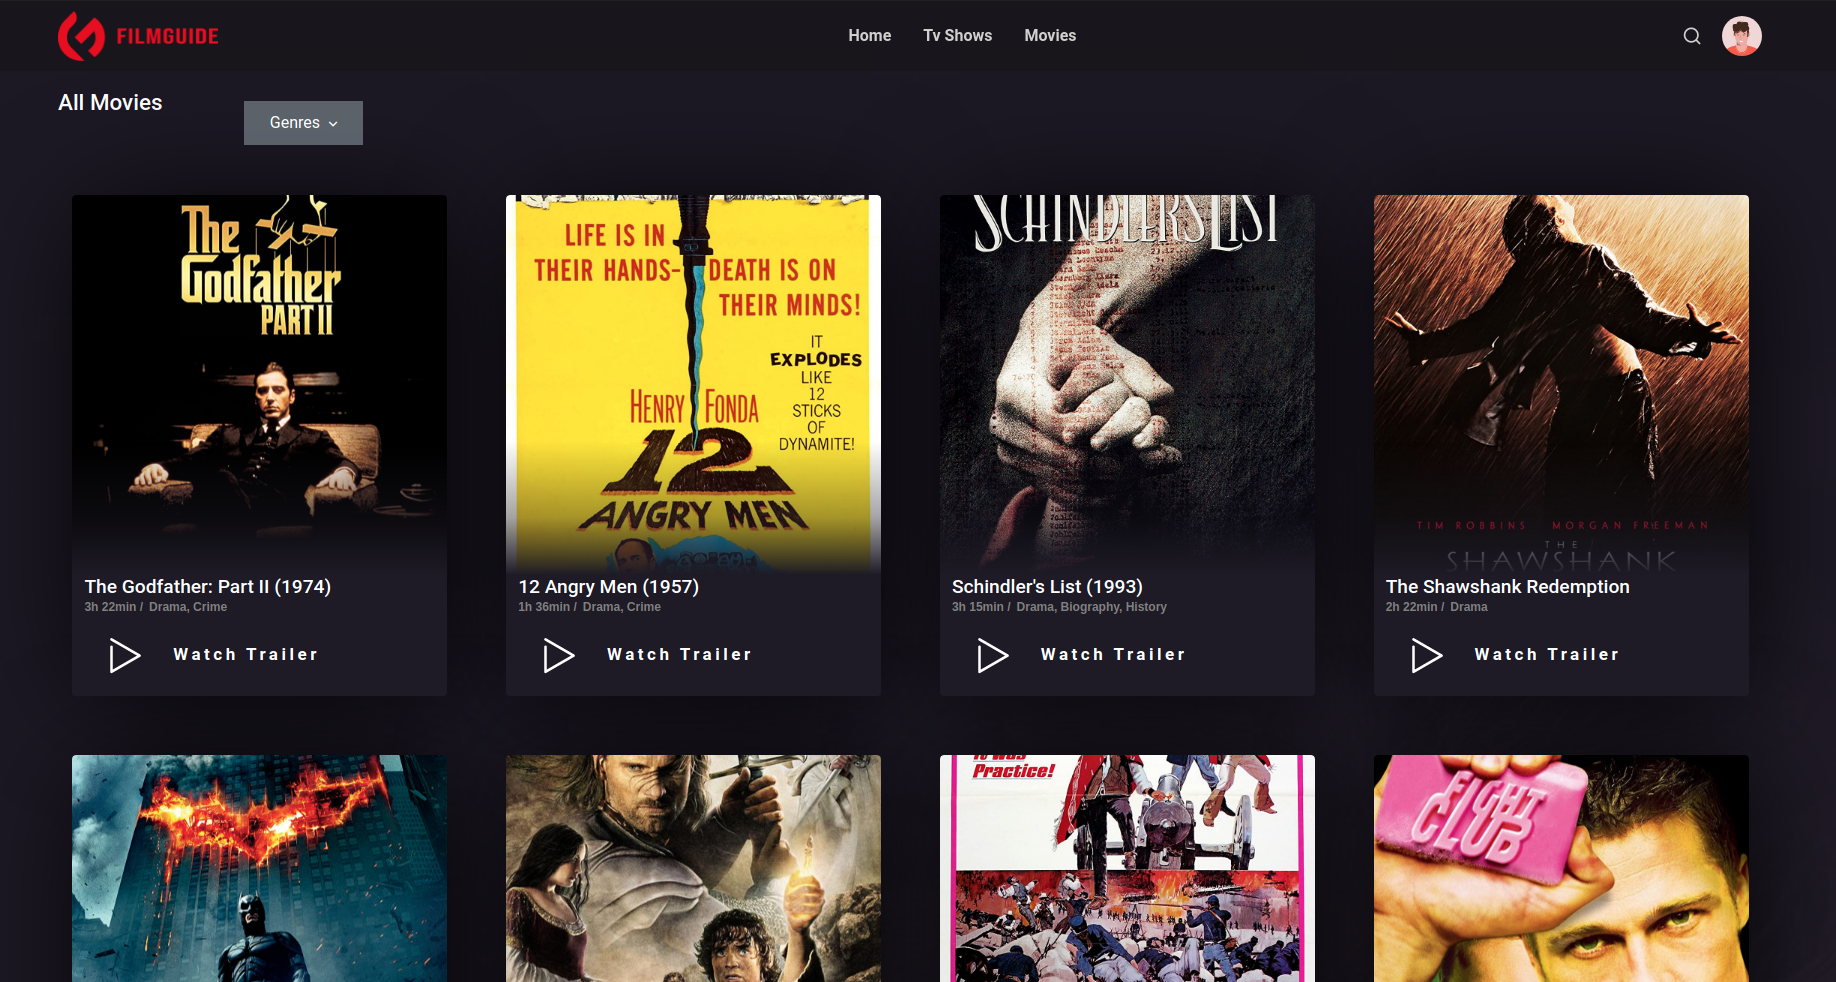 FILMGUIDE
Home Tv Shows Movies
All Movies
Genres
The
Godfather
PART II
LIFE IS IN
THEIR HANDS- DEATH IS ON
THEIR MINDS!
IT
EXPLODES
LIKE
12
STICKS
OF
DYNAMITE!
HENRY FONDA
12
ANGRY MEN
SCHINDLER'S LIST
TIM ROBBINS MORGAN FREEMAN
THE
SHAWSHANK
The Godfather: Part II (1974)
3h 22min / Drama, Crime
Watch Trailer
12 Angry Men (1957)
1h 36min / Drama, Crime
Watch Trailer
Schindler's List (1993)
3h 15min / Drama, Biography, History
Watch Trailer
The Shawshank Redemption
2h 22min / Drama
Watch Trailer
Practice!
FIGHT
CLUB